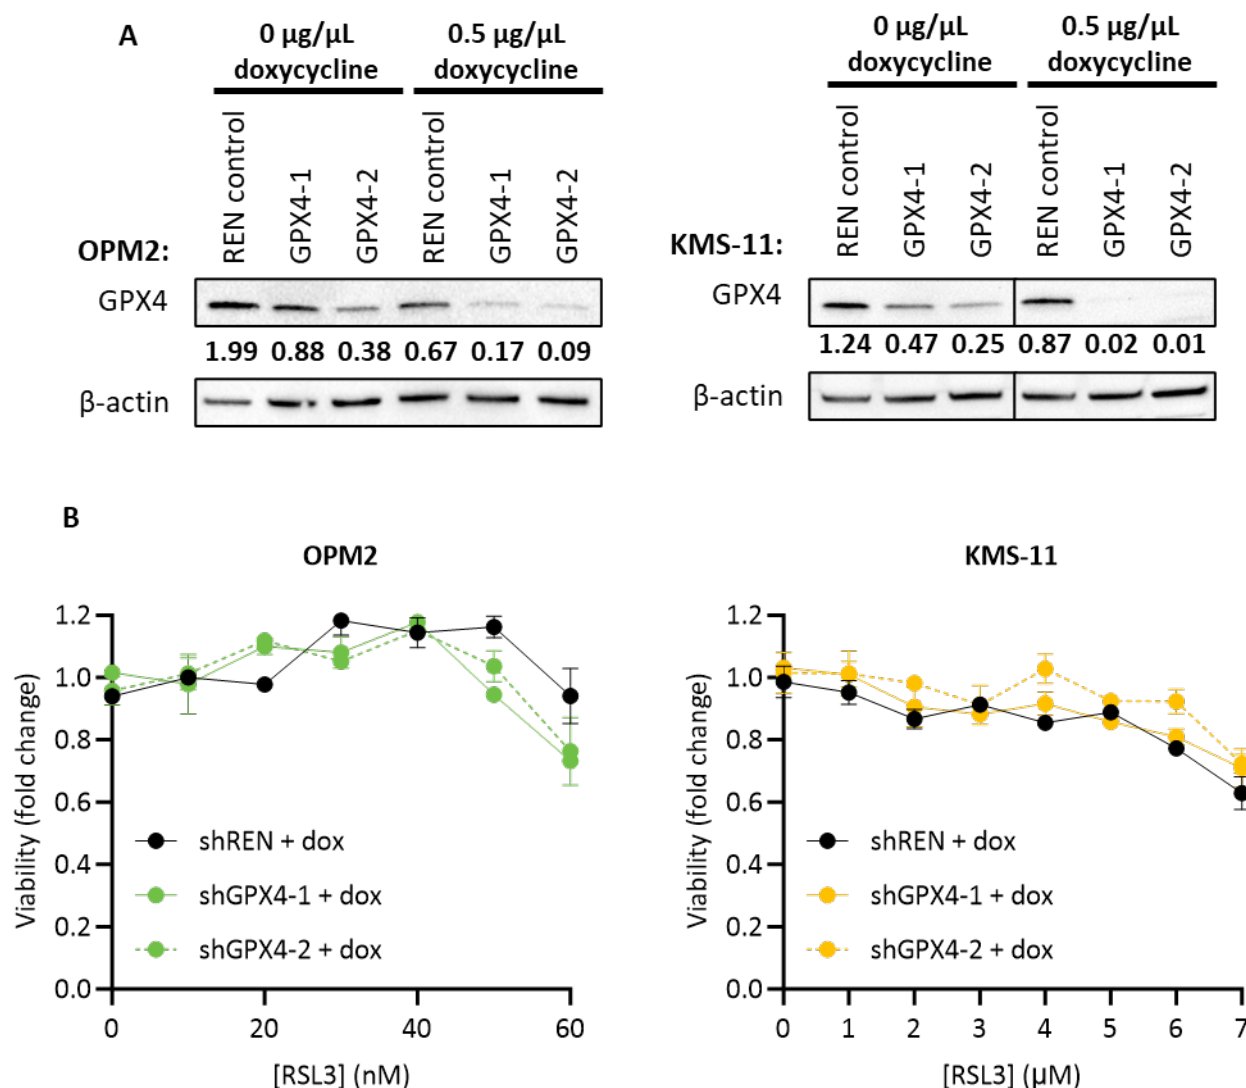 A
0 µg/µL
doxycycline
0.5 µg/µL
doxycycline
REN control
GPX4-1
GPX4-2
REN control
GPX4-1
GPX4-2
OPM2:
GPX4
1.99 0.88 0.38 0.67 0.17 0.09
β-actin
0 µg/µL
doxycycline
0.5 µg/µL
doxycycline
REN control
GPX4-1
GPX4-2
REN control
GPX4-1
GPX4-2
KMS-11:
GPX4
1.24 0.47 0.25 0.87 0.02 0.01
β-actin
B
OPM2
Viability (fold change)
1.2
1.0
0.8
0.6
0.4
0.2
0.0
shREN + dox
shGPX4-1 + dox
shGPX4-2 + dox
0 20 40 60
[RSL3] (nM)
KMS-11
Viability (fold change)
1.2
1.0
0.8
0.6
0.4
0.2
0.0
shREN + dox
shGPX4-1 + dox
shGPX4-2 + dox
0 1 2 3 4 5 6 7
[RSL3] (µM)